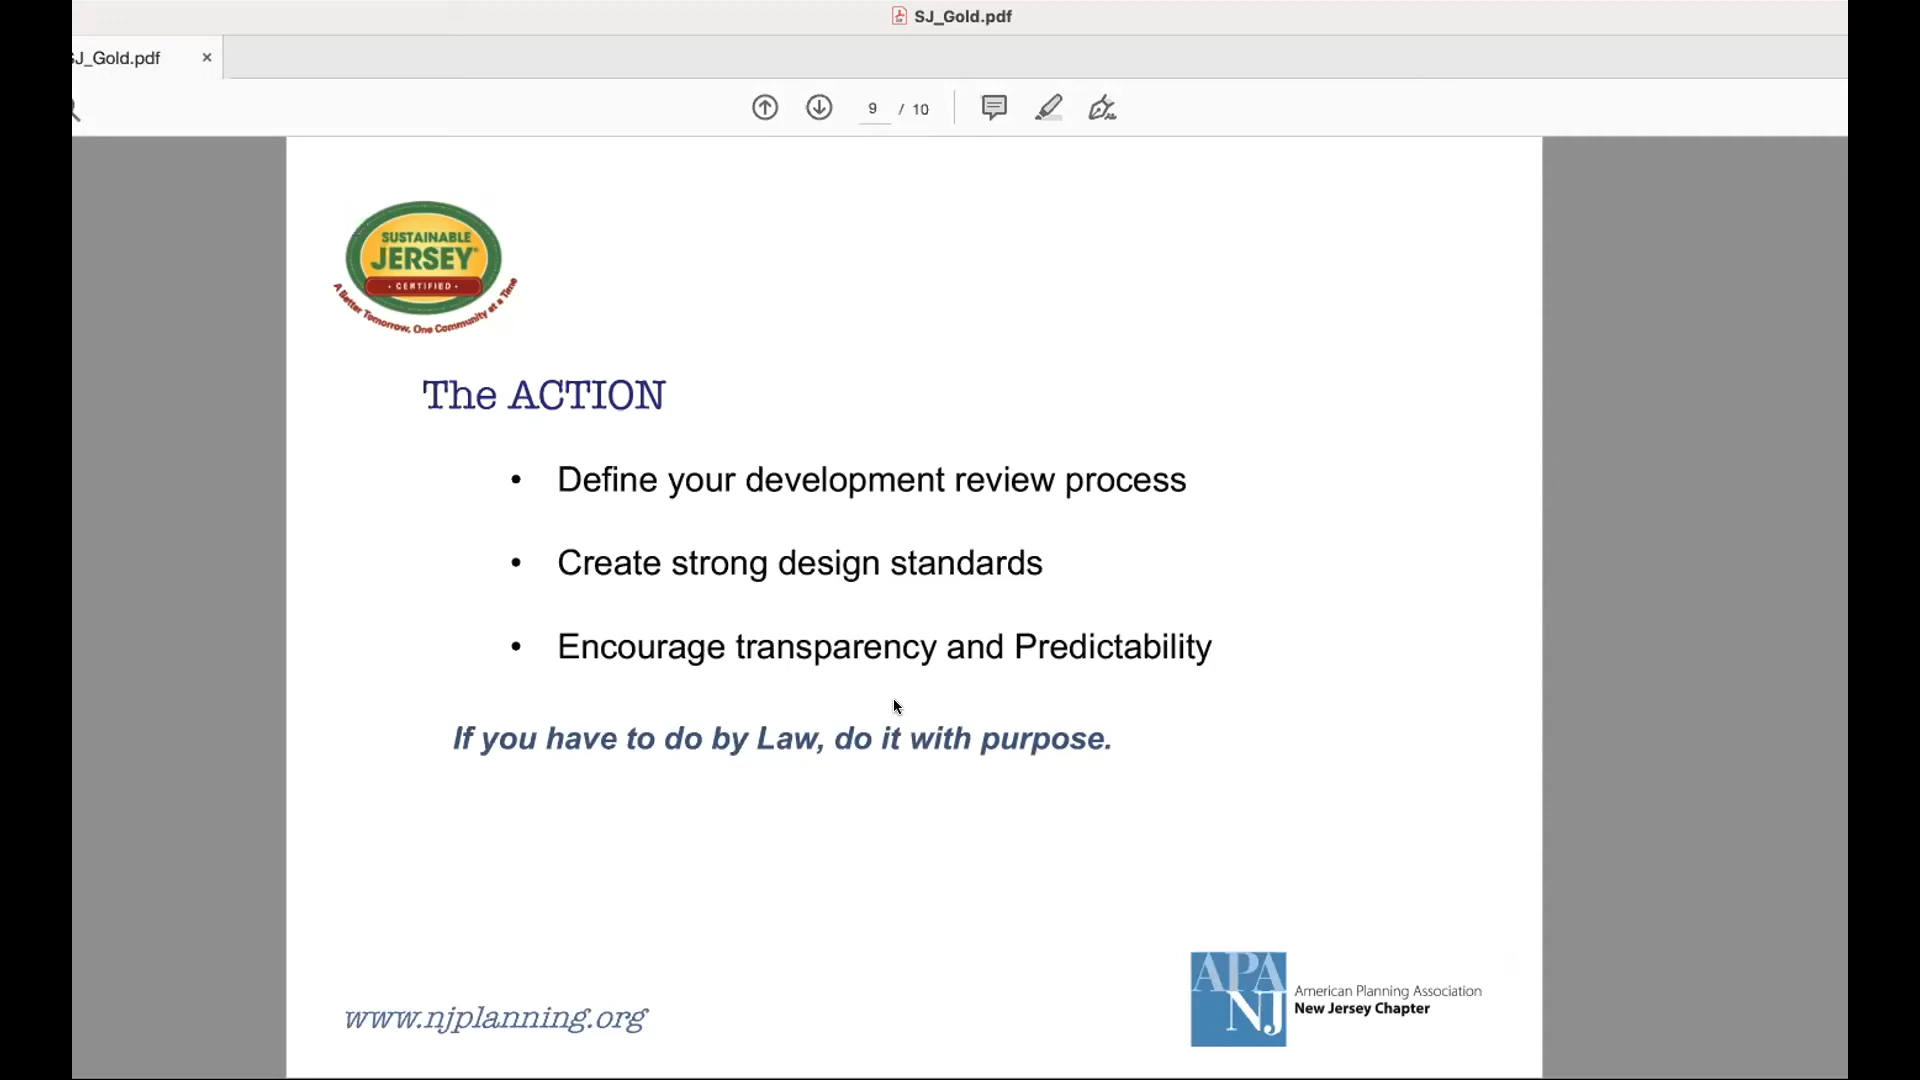 SJ_Gold.pdf
SJ_Gold.pdf
9 / 10
SUSTAINABLE
JERSEY
• CERTIFIED •
A Better Tomorrow, One Community at a Time
The ACTION
• Define your development review process
• Create strong design standards
• Encourage transparency and Predictability
If you have to do by Law, do it with purpose.
www.njplanning.org
APA
NJ
American Planning Association
New Jersey Chapter